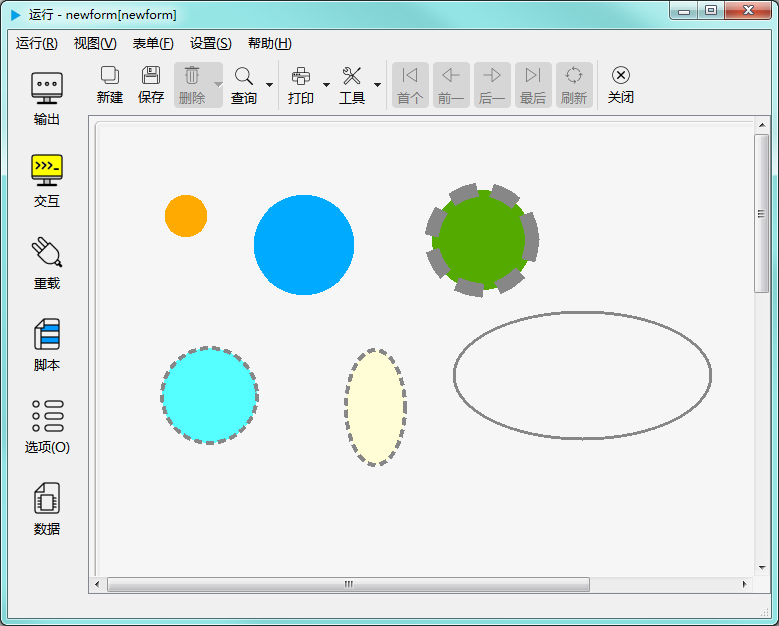 运行 - newform[newform]
运行(R) 视图(V) 表单(F) 设置(S) 帮助(H)
新建 保存 删除 查询 打印 工具 首个 前一 后一 最后 刷新 关闭
输出
交互
重载
脚本
选项(O)
数据